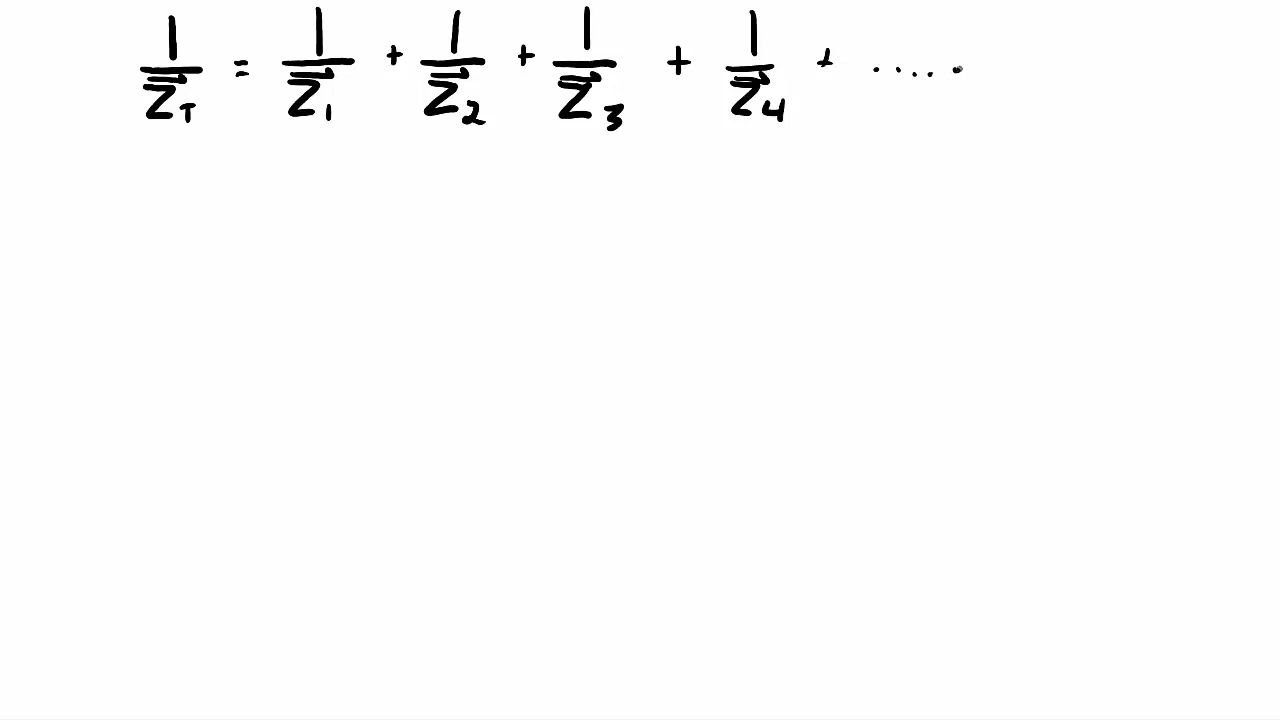 1/Z⃗T = 1/Z⃗1 + 1/Z⃗2 + 1/Z⃗3 + 1/Z⃗4 + .....